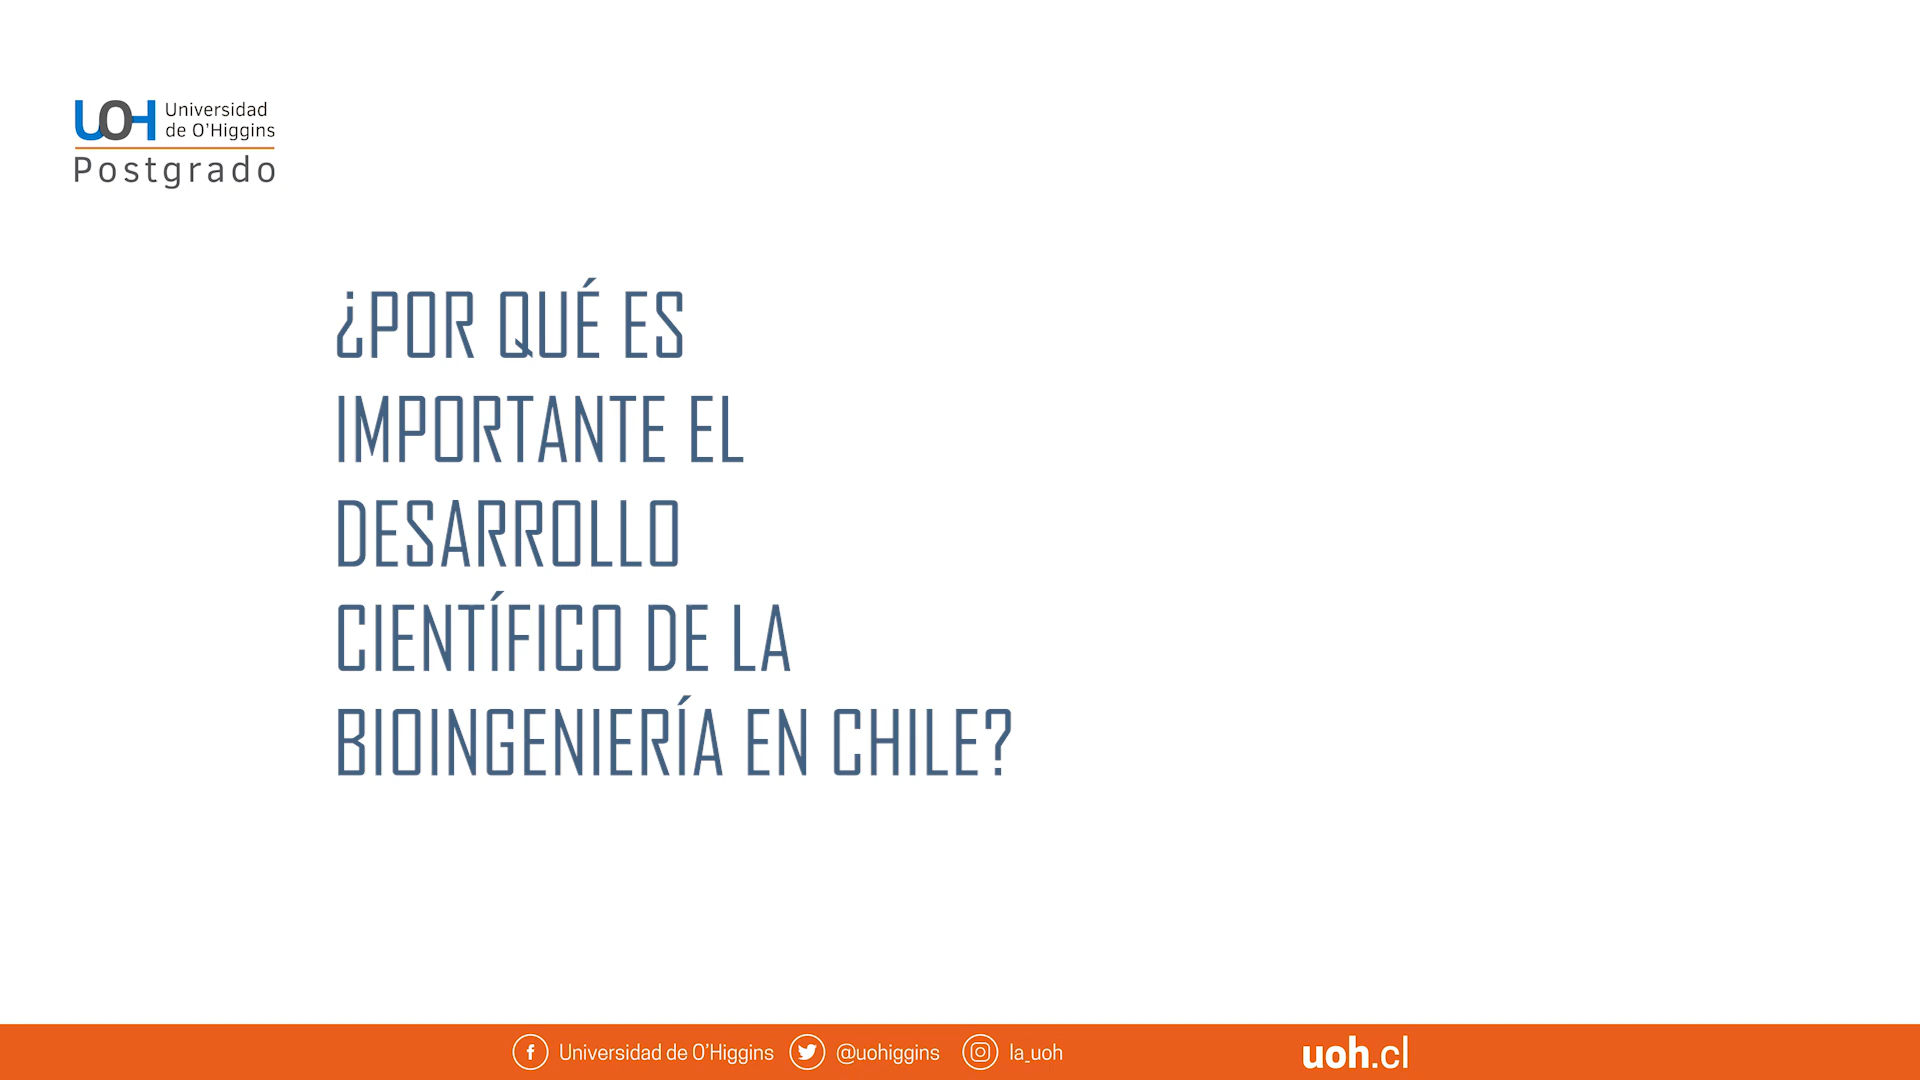 UOH Universidad
de O'Higgins
Postgrado
¿POR QUÉ ES
IMPORTANTE EL
DESARROLLO
CIENTÍFICO DE LA
BIOINGENIERÍA EN CHILE?
Universidad de O'Higgins @uohiggins la_uoh uoh.cl